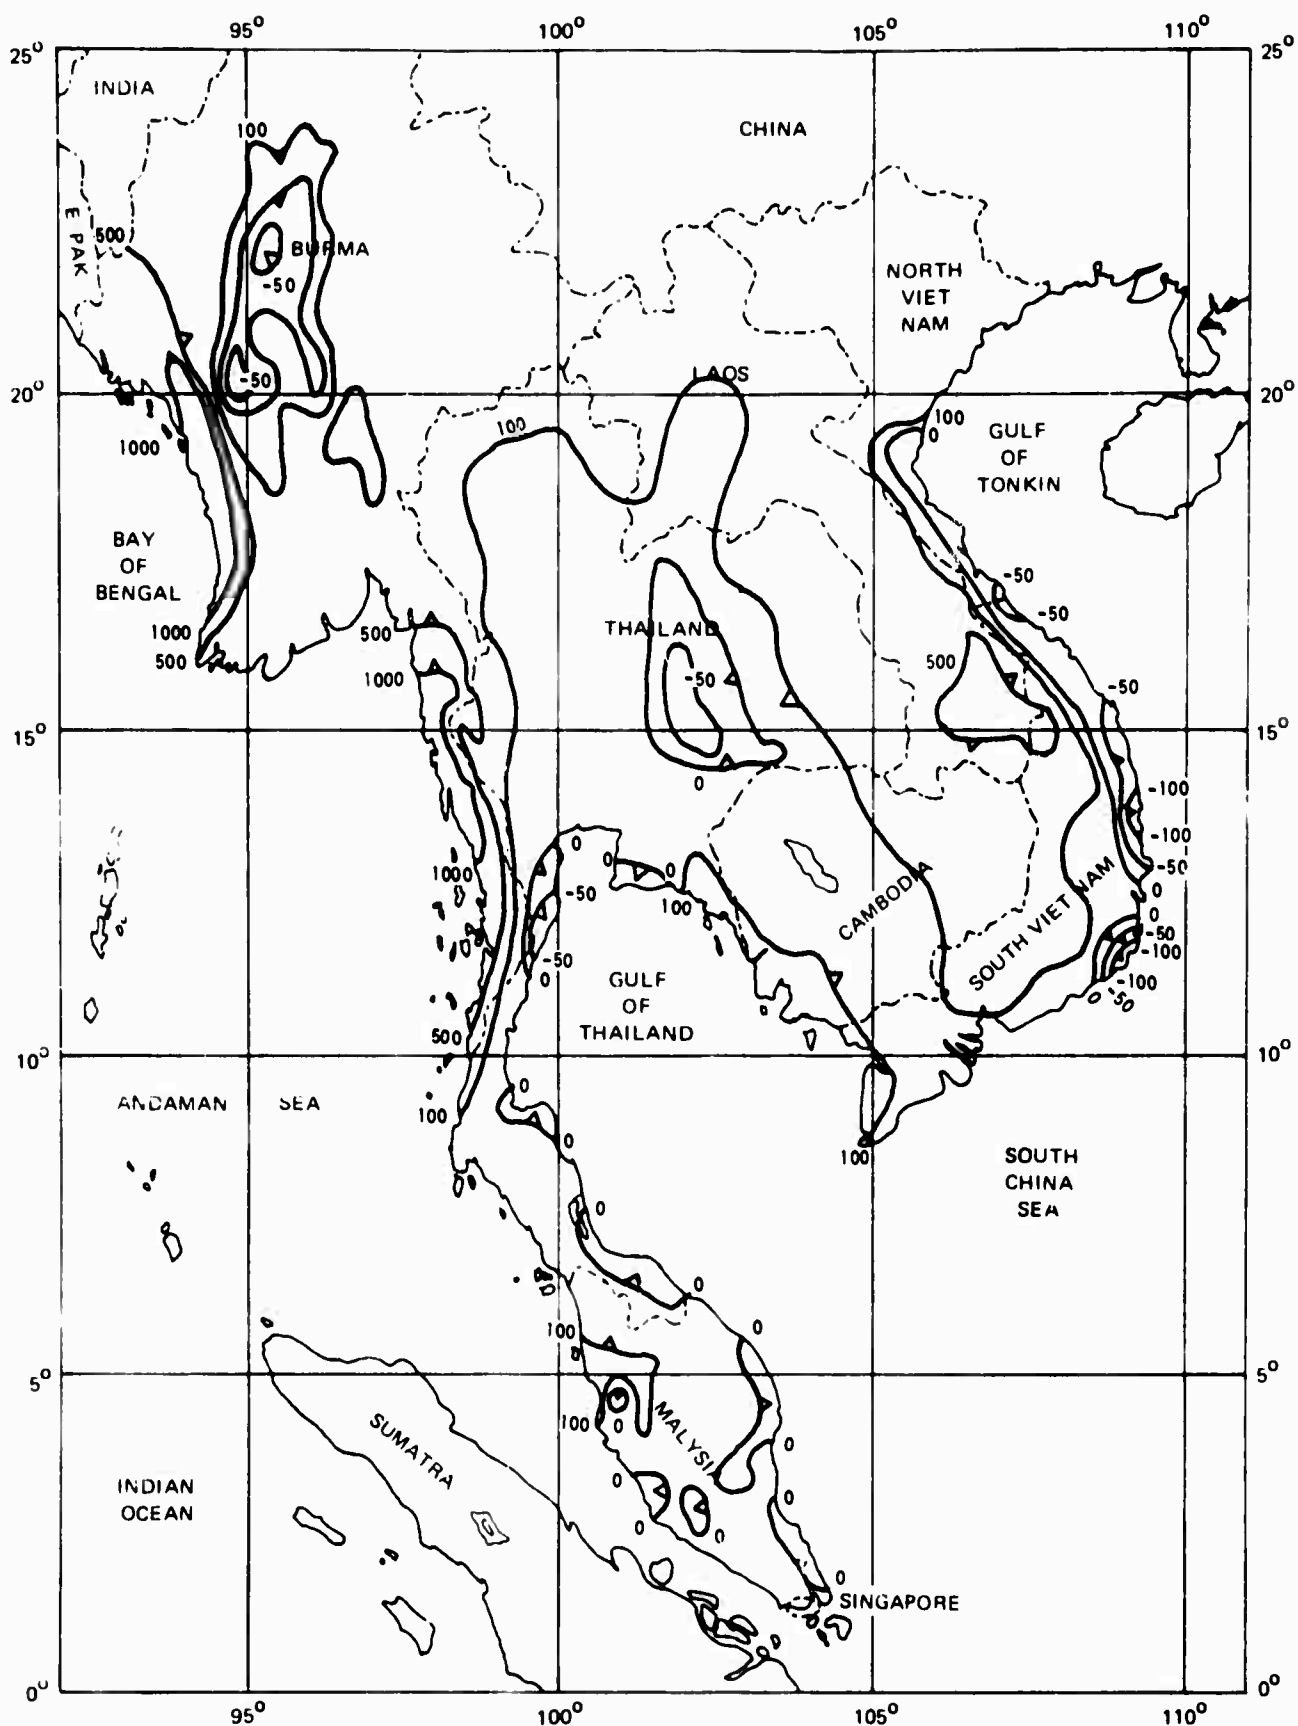 95° 100° 105° 110°
25° 25°
INDIA
CHINA
100
E PAK
500
BURMA
-50
NORTH
VIET
NAM
-50
LAOS
20° 20°
1000
100
100
0
GULF
OF
TONKIN
BAY
OF
BENGAL
-50
-50
1000
500
500
THAILAND
1000
-50
500
-50
15° 15°
0
-100
-100
-50
0
0
0
0
1000
-50
100
CAMBODIA
SOUTH VIET NAM
0
-50
-100
-50
0
-100
0
-50
GULF
OF
THAILAND
500
10° 10°
ANDAMAN SEA
100
0
0
100
SOUTH
CHINA
SEA
0
0
100
0
5° 5°
100
0
MALYSIA
SUMATRA
0
INDIAN
OCEAN
0
0
0
0
0
SINGAPORE
0° 0°
95° 100° 105° 110°